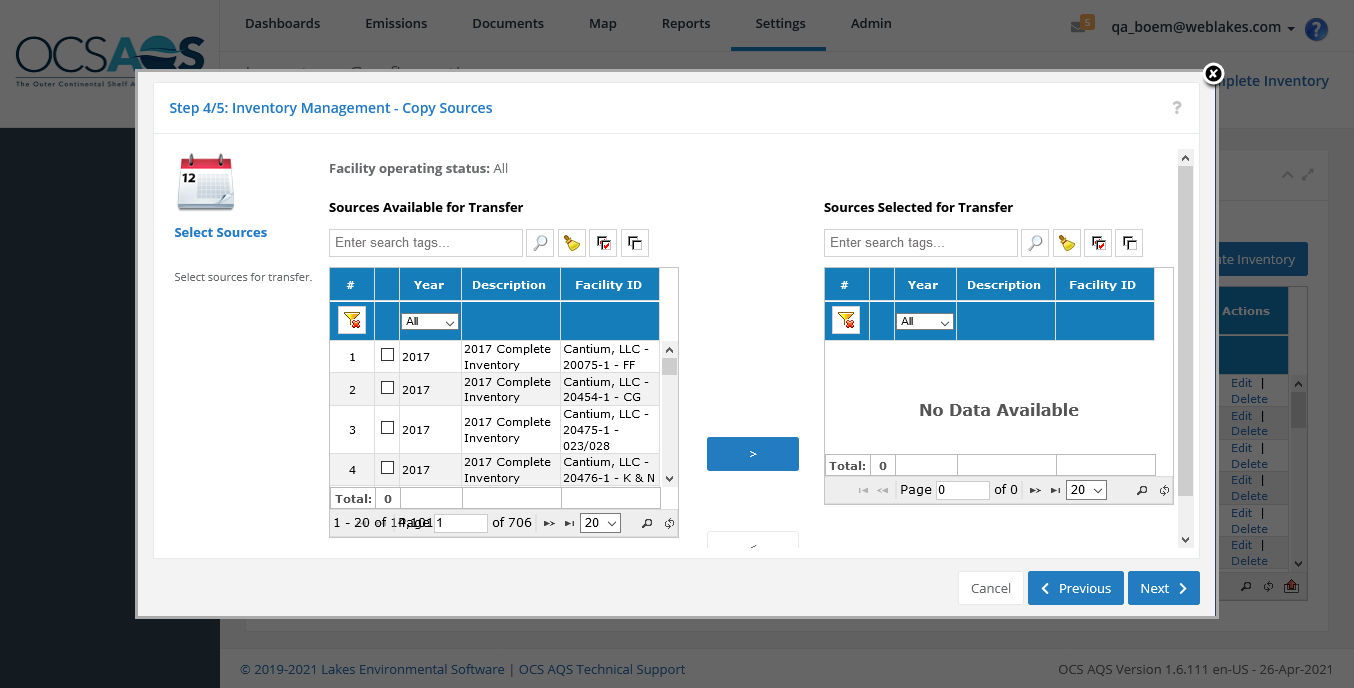 Dashboards Emissions Documents Map Reports Settings Admin 5 qa_boem@weblakes.com ?
OCSAQS
The Outer Continental Shelf A
plete Inventory
Step 4/5: Inventory Management - Copy Sources ?
12
Select Sources
Select sources for transfer.
Facility operating status: All
Sources Available for Transfer
Enter search tags...
# Year Description Facility ID
All
1 2017 2017 Complete Inventory Cantium, LLC - 20075-1 - FF
2 2017 2017 Complete Inventory Cantium, LLC - 20454-1 - CG
3 2017 2017 Complete Inventory Cantium, LLC - 20475-1 - 023/028
4 2017 2017 Complete Inventory Cantium, LLC - 20476-1 - K & N
Total: 0
1 - 20 of 14,101 Page 1 of 706 20
>
<
Sources Selected for Transfer
Enter search tags...
# Year Description Facility ID
All
No Data Available
Total: 0
Page 0 of 0 20
te Inventory
Actions
Edit |
Delete
Edit |
Delete
Edit |
Delete
Edit |
Delete
Edit |
Delete
Edit |
Delete
Cancel Previous Next
© 2019-2021 Lakes Environmental Software | OCS AQS Technical Support
OCS AQS Version 1.6.111 en-US - 26-Apr-2021